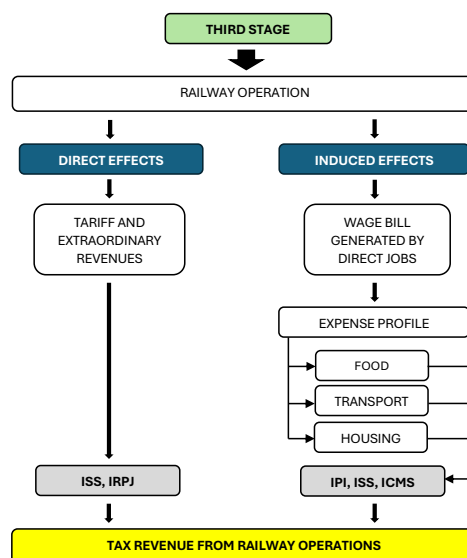 THIRD STAGE
RAILWAY OPERATION
DIRECT EFFECTS
INDUCED EFFECTS
TARIFF AND
EXTRAORDINARY
REVENUES
WAGE BILL
GENERATED BY
DIRECT JOBS
EXPENSE PROFILE
FOOD
TRANSPORT
HOUSING
ISS, IRPJ
IPI, ISS, ICMS
TAX REVENUE FROM RAILWAY OPERATIONS